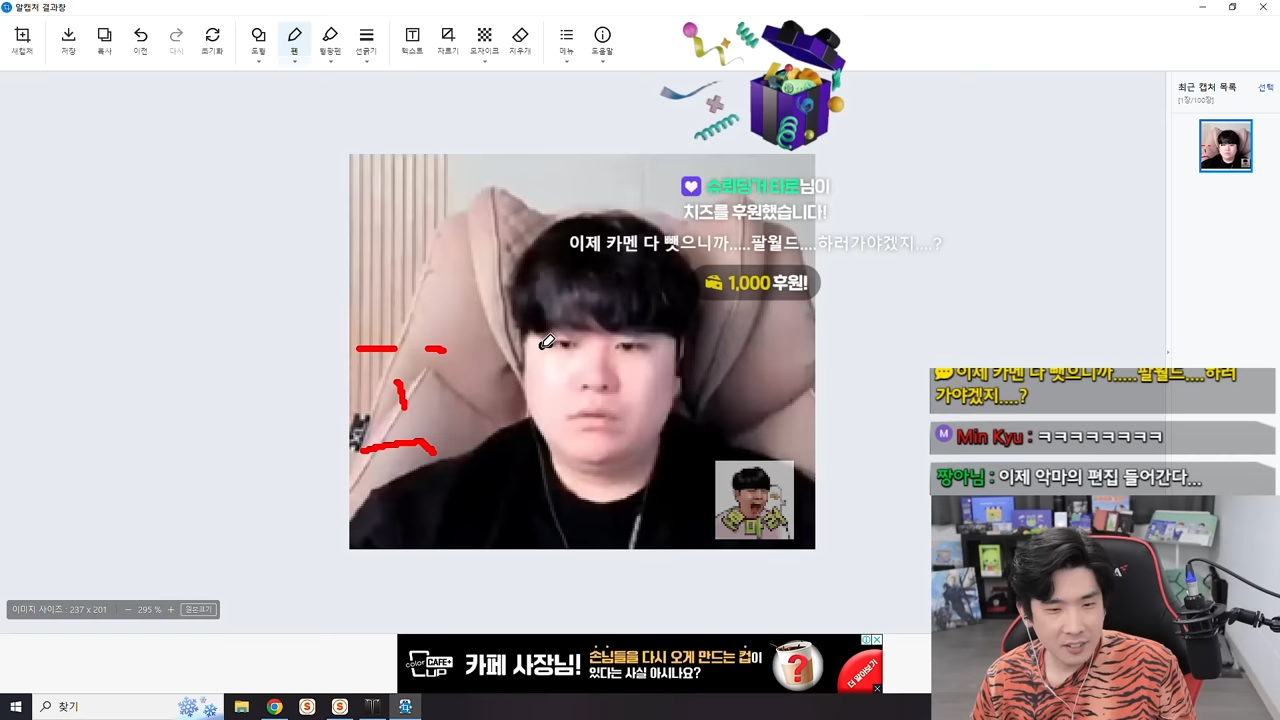 알캡처 결과창
새캡처
저장
복사
이전
다시
초기화
도형
펜
형광펜
선굵기
텍스트
자르기
모자이크
지우개
메뉴
도움말
최근 캡처 목록
선택
[1장/100장]
님이
치즈를 후원했습니다!
이제 카멘 다 뺏으니까.....팔월드....하러가야겠지....?
1,000 후원!
이제 카멘 다 뺏으니까.....팔월드....하러
가야겠지....?
M
Min Kyu : ㅋㅋㅋㅋㅋㅋㅋㅋ
짱아님 : 이제 악마의 편집 들어간다...
이미지 사이즈 : 237 x 201
295 %
원본크기
color CAFE+
CUP
카페 사장님!
손님들을 다시 오게 만드는 컵이
있다는 사실 아시나요?
?
더 알아보기
찾기